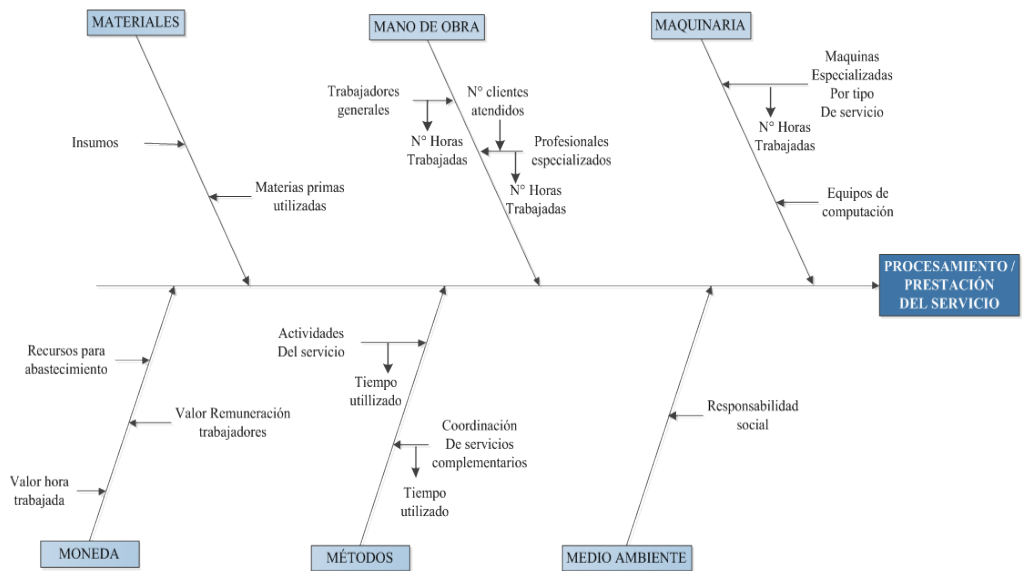 MATERIALES
MANO DE OBRA
MAQUINARIA
Insumos
Materias primas
utilizadas
Trabajadores
generales
N° Horas
Trabajadas
N° clientes
atendidos
Profesionales
especializados
N° Horas
Trabajadas
Maquinas
Especializadas
Por tipo
De servicio
N° Horas
Trabajadas
Equipos de
computación
PROCESAMIENTO /
PRESTACIÓN
DEL SERVICIO
Recursos para
abastecimiento
Valor Remuneración
trabajadores
Valor hora
trabajada
Actividades
Del servicio
Tiempo
utillizado
Coordinación
De servicios
complementarios
Tiempo
utilizado
Responsabilidad
social
MONEDA
MÉTODOS
MEDIO AMBIENTE